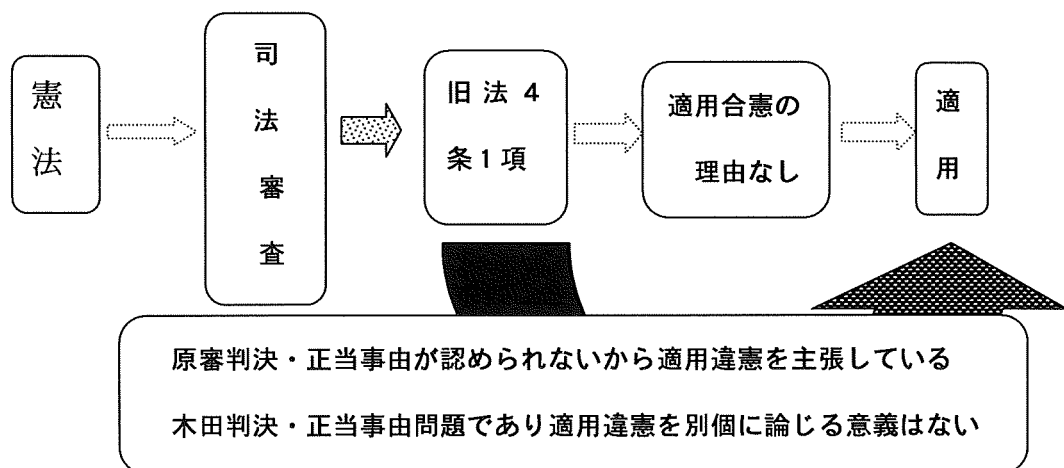 憲法
司法審査
旧法4
条1項
適用合憲の
理由なし
適用
原審判決・正当事由が認められないから適用違憲を主張している
木田判決・正当事由問題であり適用違憲を別個に論じる意義はない